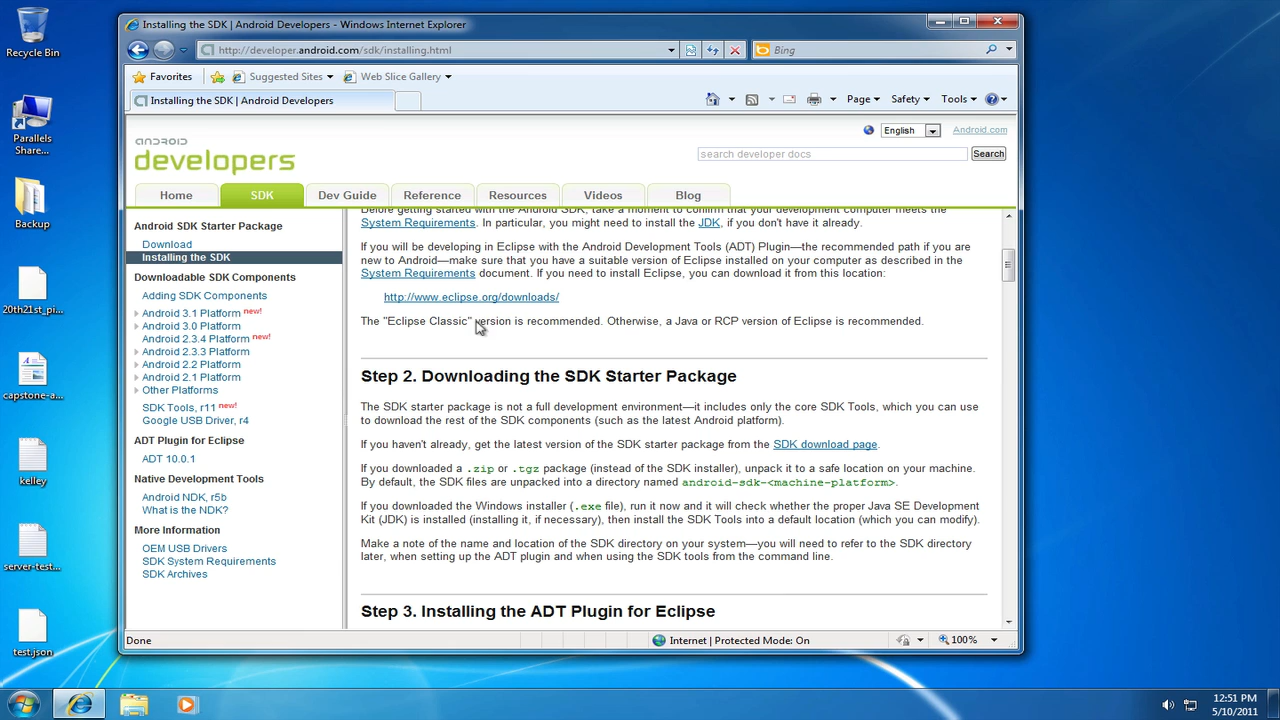 Recycle Bin
Parallels
Share...
Backup
20th21st_pi...
capstone-a...
kelley
server-test...
test.json
Installing the SDK | Android Developers - Windows Internet Explorer
http://developer.android.com/sdk/installing.html
Bing
Favorites
Suggested Sites
Web Slice Gallery
Installing the SDK | Android Developers
Page
Safety
Tools
android
developers
English
Android.com
search developer docs
Search
Home
SDK
Dev Guide
Reference
Resources
Videos
Blog
Android SDK Starter Package
Download
Installing the SDK
Downloadable SDK Components
Adding SDK Components
Android 3.1 Platform new!
Android 3.0 Platform
Android 2.3.4 Platform new!
Android 2.3.3 Platform
Android 2.2 Platform
Android 2.1 Platform
Other Platforms
SDK Tools, r11 new!
Google USB Driver, r4
ADT Plugin for Eclipse
ADT 10.0.1
Native Development Tools
Android NDK, r5b
What is the NDK?
More Information
OEM USB Drivers
SDK System Requirements
SDK Archives
Before getting started with the Android SDK, take a moment to confirm that your development computer meets the
System Requirements. In particular, you might need to install the JDK, if you don't have it already.
If you will be developing in Eclipse with the Android Development Tools (ADT) Plugin—the recommended path if you are
new to Android—make sure that you have a suitable version of Eclipse installed on your computer as described in the
System Requirements document. If you need to install Eclipse, you can download it from this location:
http://www.eclipse.org/downloads/
The "Eclipse Classic" version is recommended. Otherwise, a Java or RCP version of Eclipse is recommended.
Step 2. Downloading the SDK Starter Package
The SDK starter package is not a full development environment—it includes only the core SDK Tools, which you can use
to download the rest of the SDK components (such as the latest Android platform).
If you haven't already, get the latest version of the SDK starter package from the SDK download page.
If you downloaded a .zip or .tgz package (instead of the SDK installer), unpack it to a safe location on your machine.
By default, the SDK files are unpacked into a directory named android-sdk-<machine-platform>.
If you downloaded the Windows installer (.exe file), run it now and it will check whether the proper Java SE Development
Kit (JDK) is installed (installing it, if necessary), then install the SDK Tools into a default location (which you can modify).
Make a note of the name and location of the SDK directory on your system—you will need to refer to the SDK directory
later, when setting up the ADT plugin and when using the SDK tools from the command line.
Step 3. Installing the ADT Plugin for Eclipse
Done
Internet | Protected Mode: On
100%
12:51 PM
5/10/2011